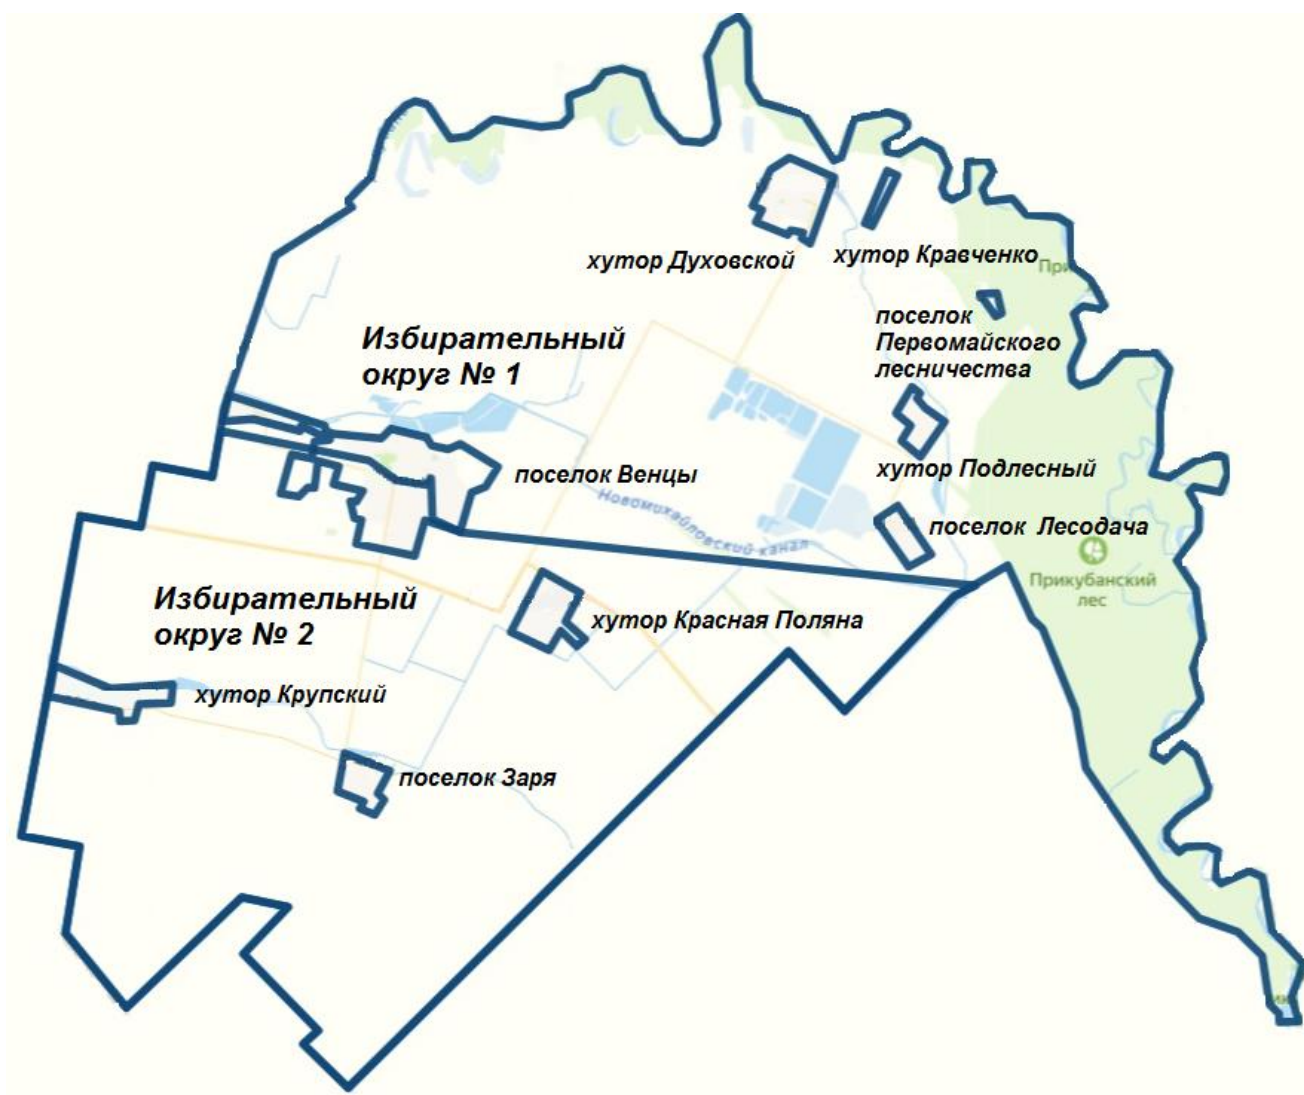 хутор Духовской
хутор Кравченко
При
поселок
Первомайского
лесничества
Избирательный
округ № 1
хутор Подлесный
поселок Венцы
Новомихайловский канал
поселок Лесодача
Прикубанский
лес
Избирательный
округ № 2
хутор Красная Поляна
хутор Крупский
поселок Заря